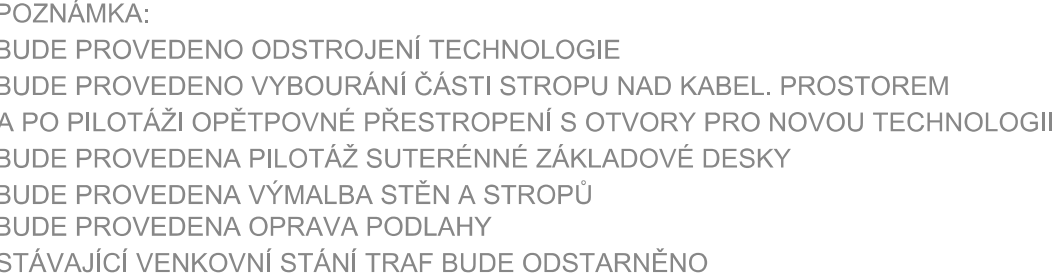 POZNÁMKA:
BUDE PROVEDENO ODSTROJENÍ TECHNOLOGIE
BUDE PROVEDENO VYBOURÁNÍ ČÁSTI STROPU NAD KABEL. PROSTOREM
A PO PILOTÁŽI OPĚTPOVNÉ PŘESTROPENÍ S OTVORY PRO NOVOU TECHNOLOGII
BUDE PROVEDENA PILOTÁŽ SUTERÉNNÉ ZÁKLADOVÉ DESKY
BUDE PROVEDENA VÝMALBA STĚN A STROPŮ
BUDE PROVEDENA OPRAVA PODLAHY
STÁVAJÍCÍ VENKOVNÍ STÁNÍ TRAF BUDE ODSTARNĚNO